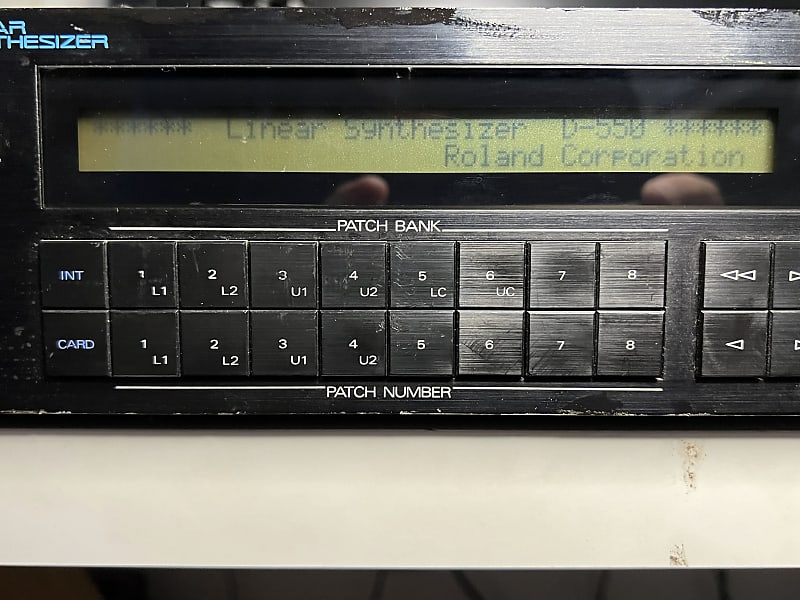 AR
THESIZER
****** Linear Synthesizer D-550 ******
Roland Corporation
PATCH BANK
INT 1 L1 2 L2 3 U1 4 U2 5 LC 6 UC 7 8
CARD 1 L1 2 L2 3 U1 4 U2 5 6 7 8
PATCH NUMBER